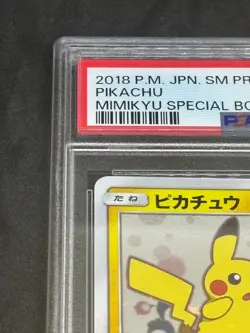 2018 P.M. JPN. SM PR
PIKACHU
MIMIKYU SPECIAL BO
たね ピカチュウ